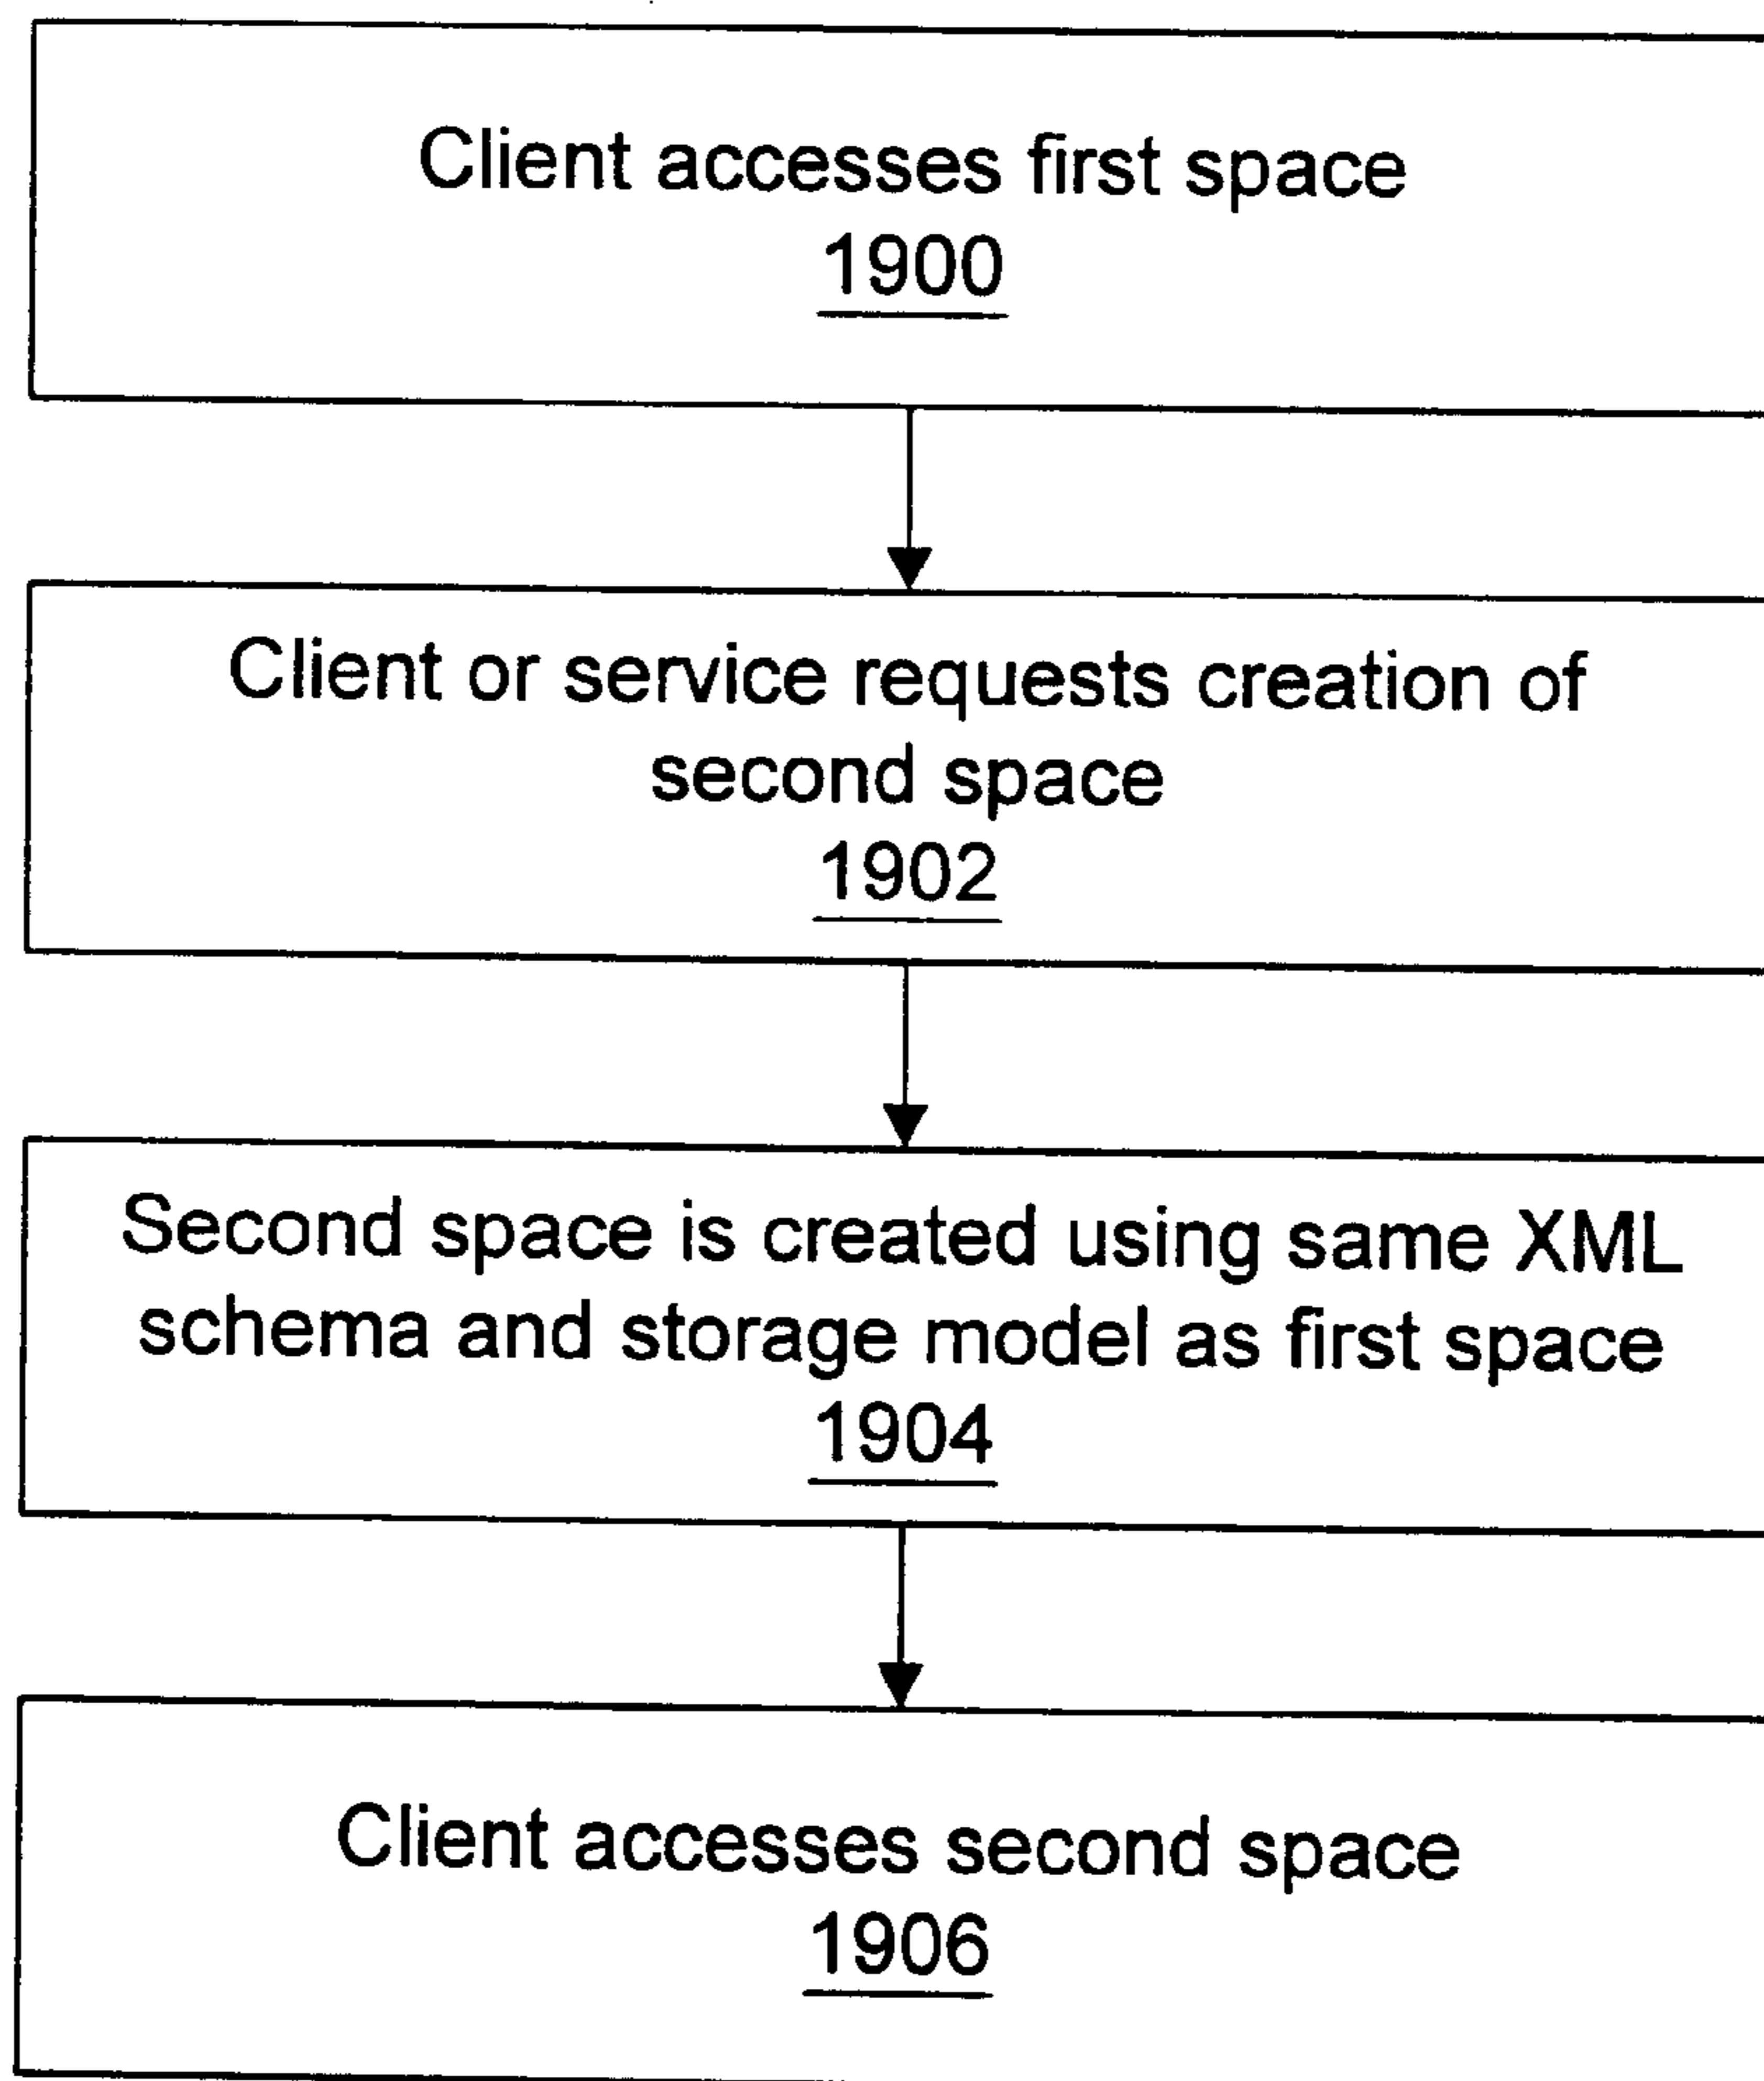 Client accesses first space
1900
Client or service requests creation of
second space
1902
Second space is created using same XML
schema and storage model as first space
1904
Client accesses second space
1906